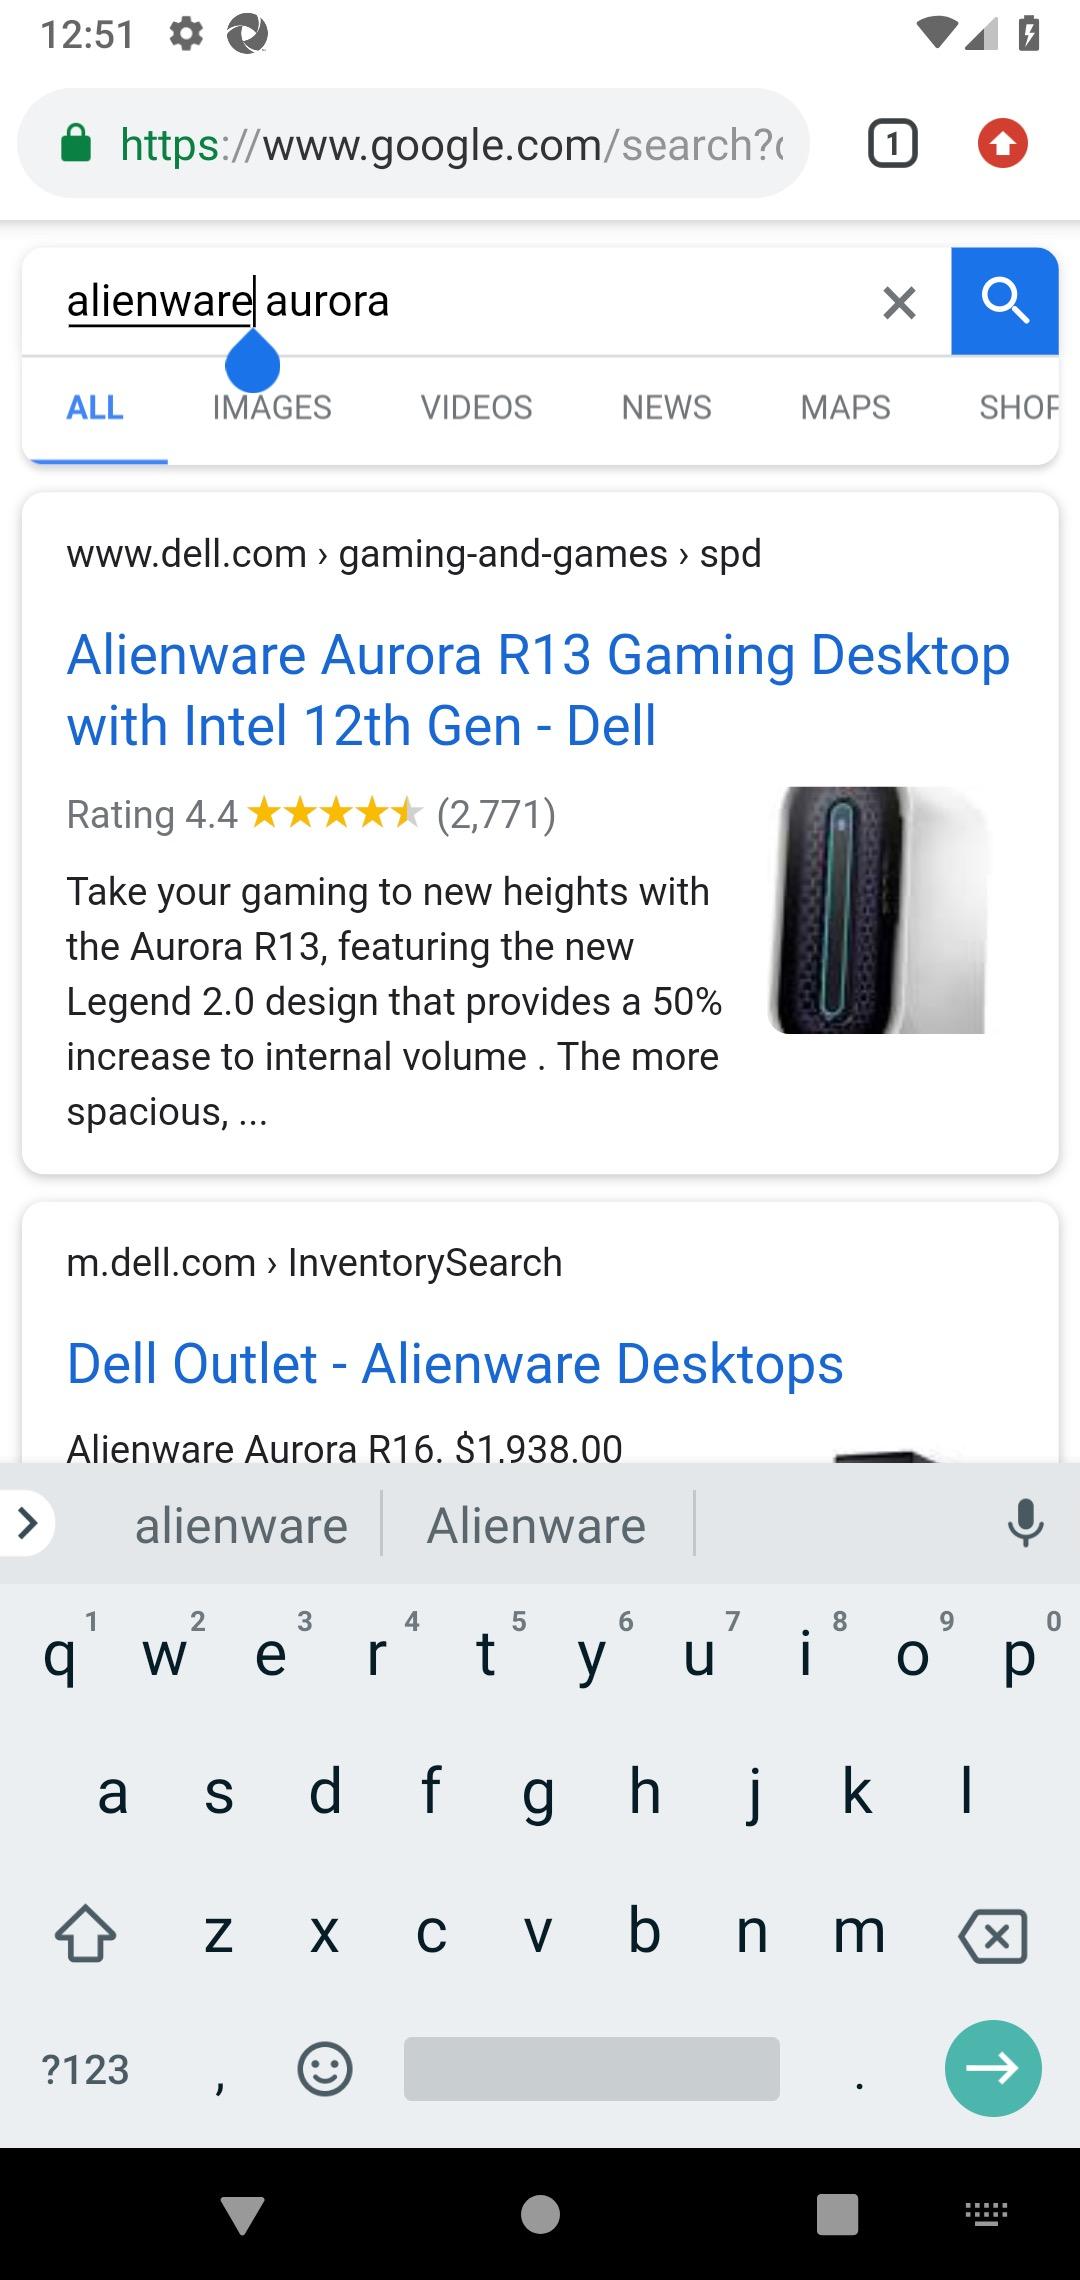 12:51
https://www.google.com/search?
1
alienware aurora
ALL IMAGES VIDEOS NEWS MAPS SHOP
www.dell.com › gaming-and-games › spd
Alienware Aurora R13 Gaming Desktop
with Intel 12th Gen - Dell
Rating 4.4 ★★★★★ (2,771)
Take your gaming to new heights with
the Aurora R13, featuring the new
Legend 2.0 design that provides a 50%
increase to internal volume . The more
spacious, ...
m.dell.com › InventorySearch
Dell Outlet - Alienware Desktops
Alienware Aurora R16. $1,938.00
alienware Alienware
1 2 3 4 5 6 7 8 9 0
q w e r t y u i o p
a s d f g h j k l
z x c v b n m
?123 , .